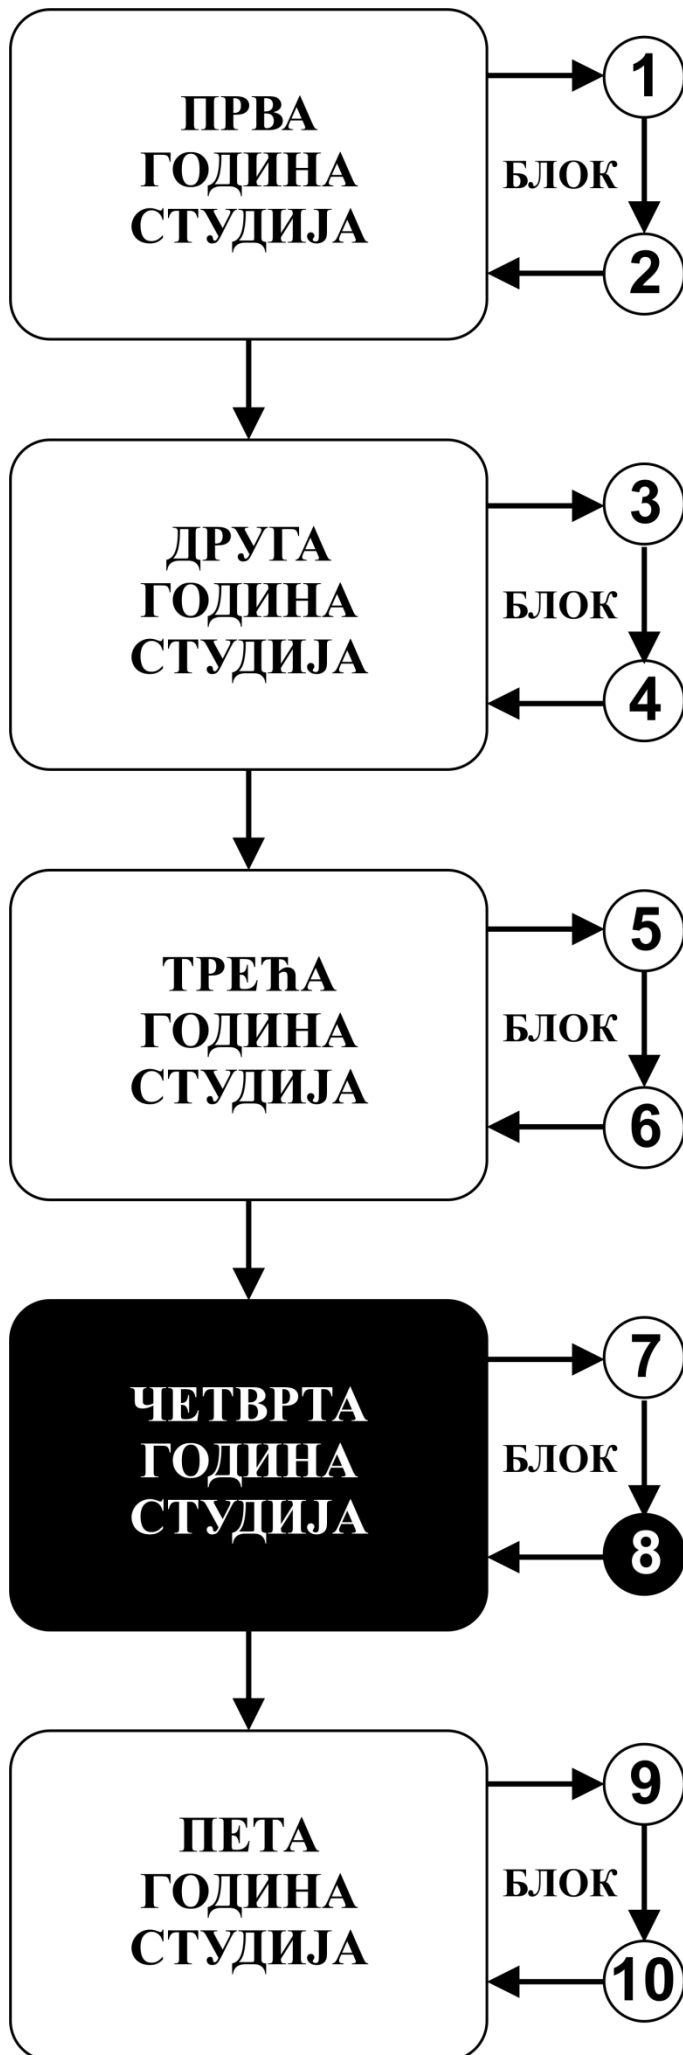 ПРВА
ГОДИНА
СТУДИЈА
1
БЛОК
2
ДРУГА
ГОДИНА
СТУДИЈА
3
БЛОК
4
ТРЕЋА
ГОДИНА
СТУДИЈА
5
БЛОК
6
ЧЕТВРТА
ГОДИНА
СТУДИЈА
7
БЛОК
8
ПЕТА
ГОДИНА
СТУДИЈА
9
БЛОК
10